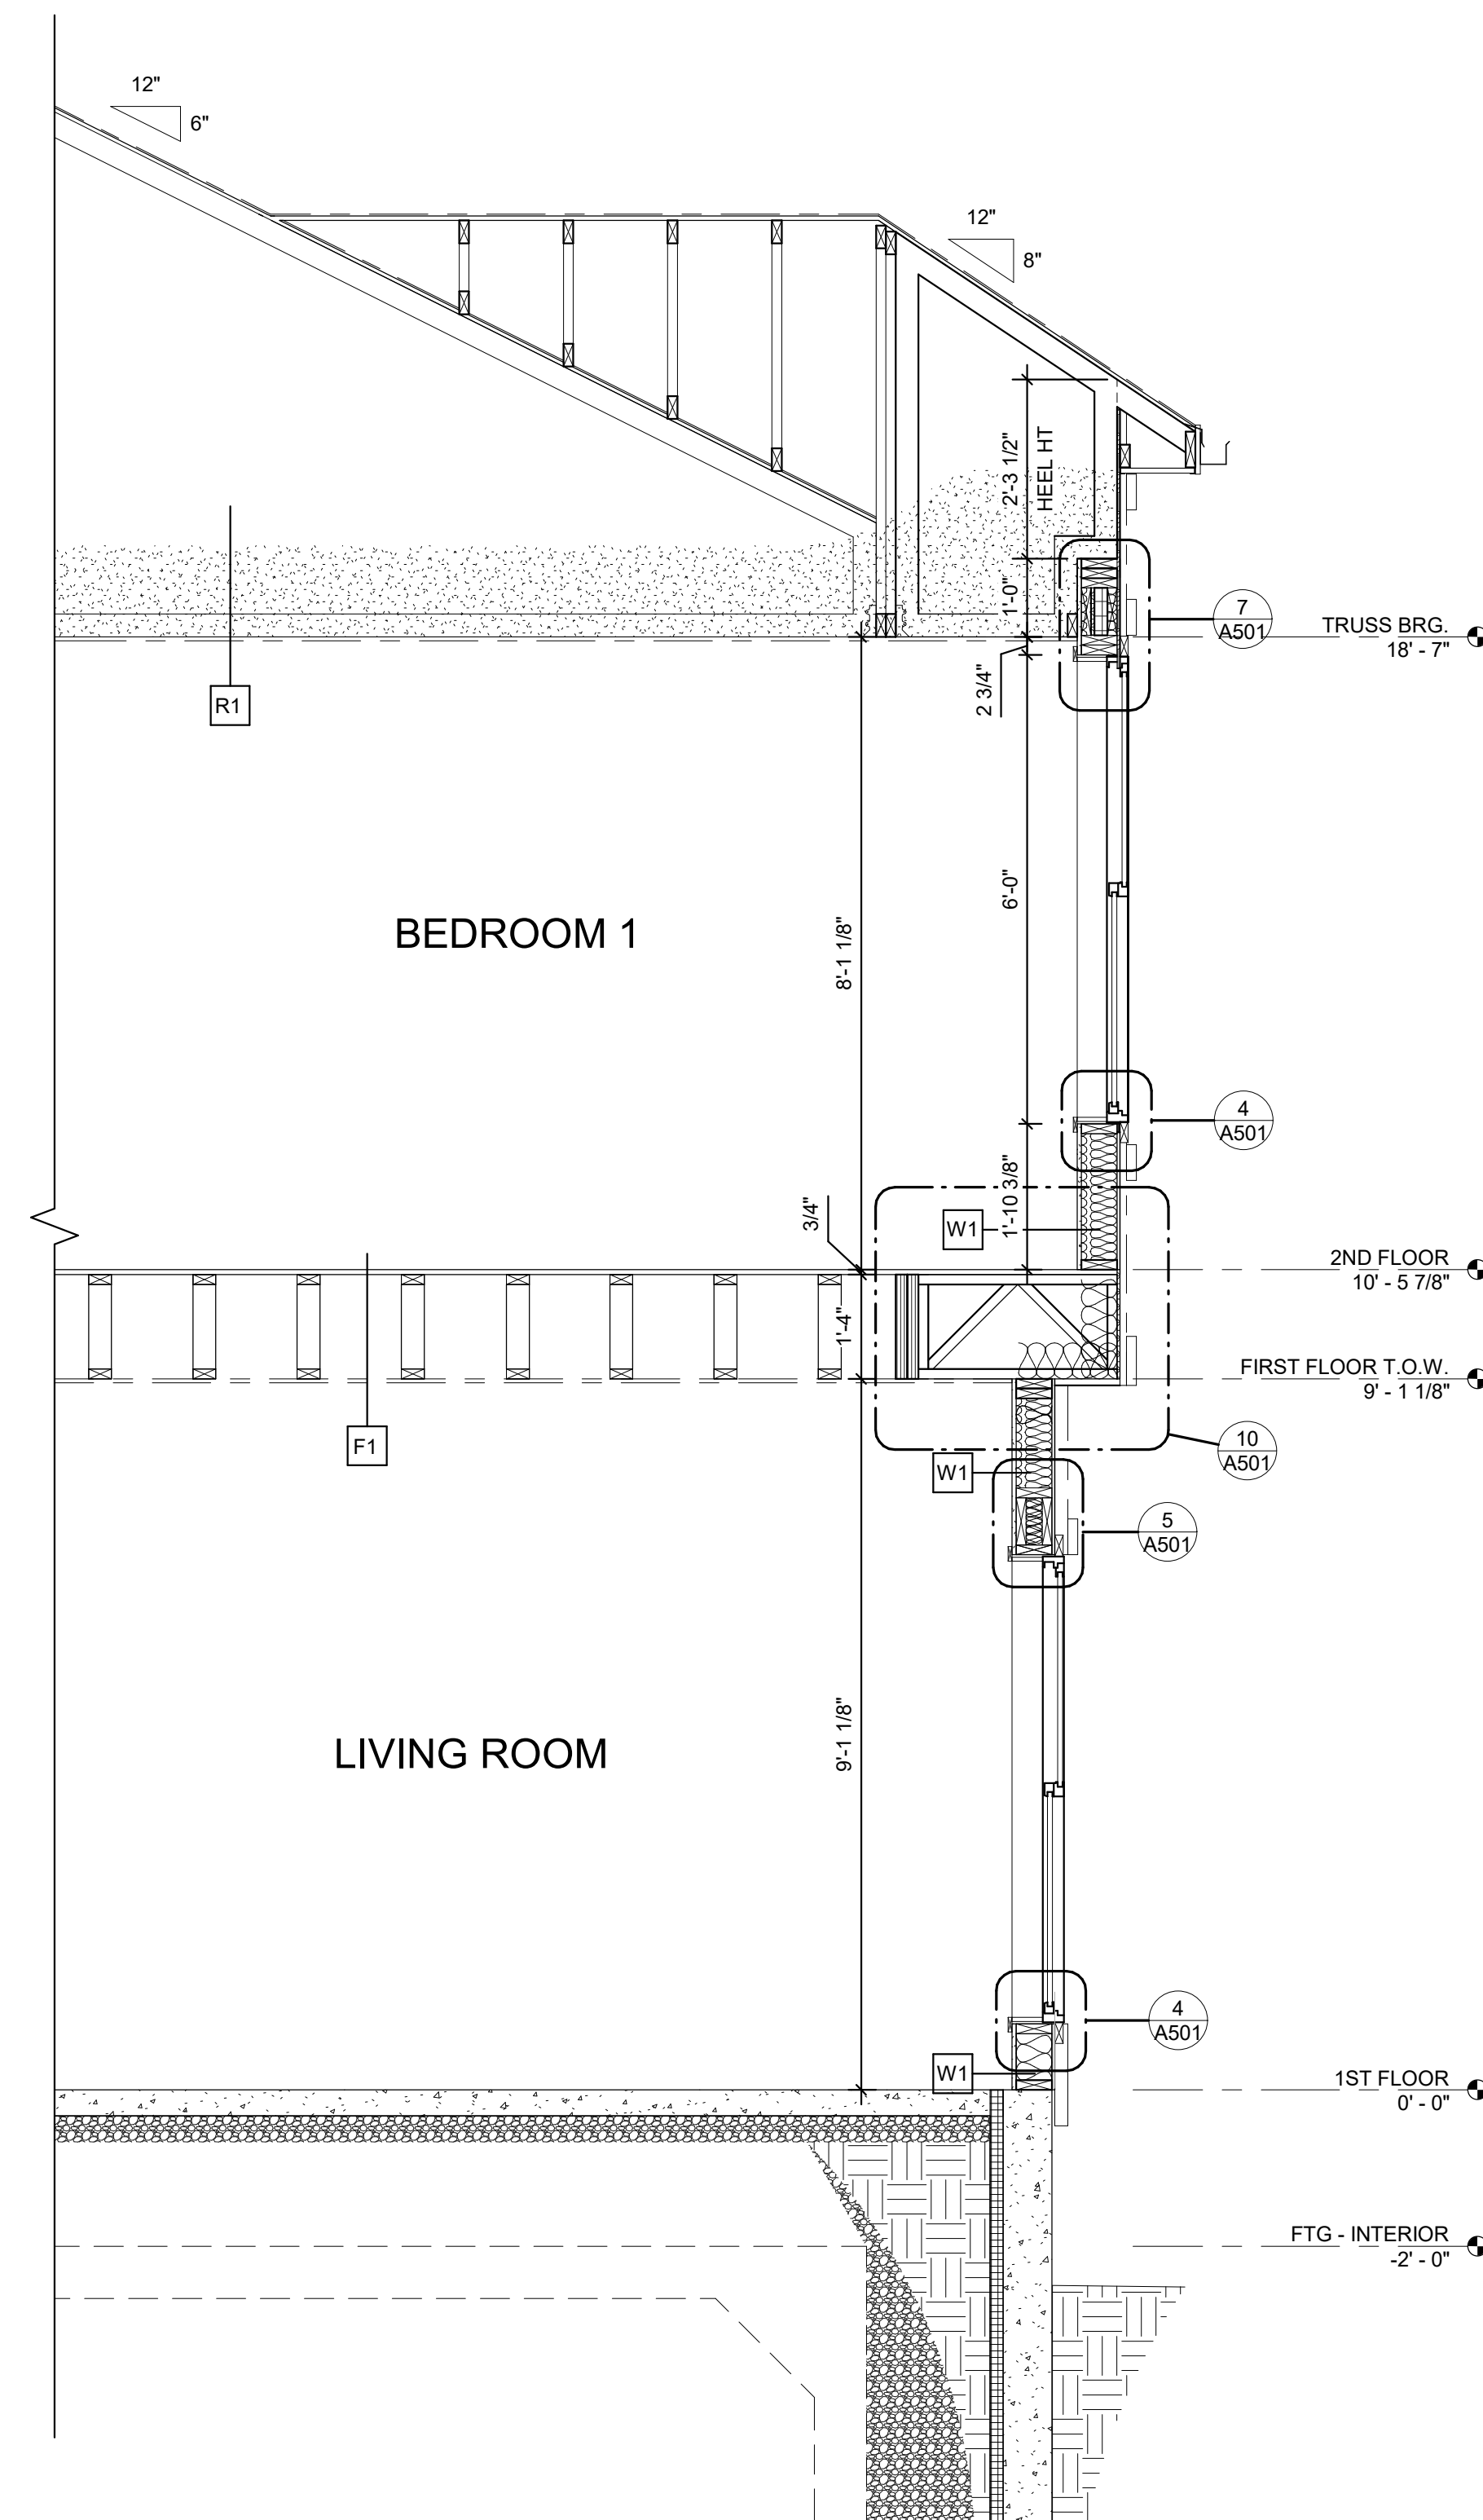 12"
6"
12"
8"
2'-3 1/2"
HEEL HT
1'-0"
2 3/4"
7
A501
TRUSS BRG.
18' - 7"
R1
BEDROOM 1
8'-1 1/8"
6'-0"
4
A501
1'-10 3/8"
3/4"
W1
2ND FLOOR
10' - 5 7/8"
1'-4"
FIRST FLOOR T.O.W.
9' - 1 1/8"
F1
10
A501
W1
5
A501
LIVING ROOM
9'-1 1/8"
4
A501
W1
1ST FLOOR
0' - 0"
FTG - INTERIOR
-2' - 0"